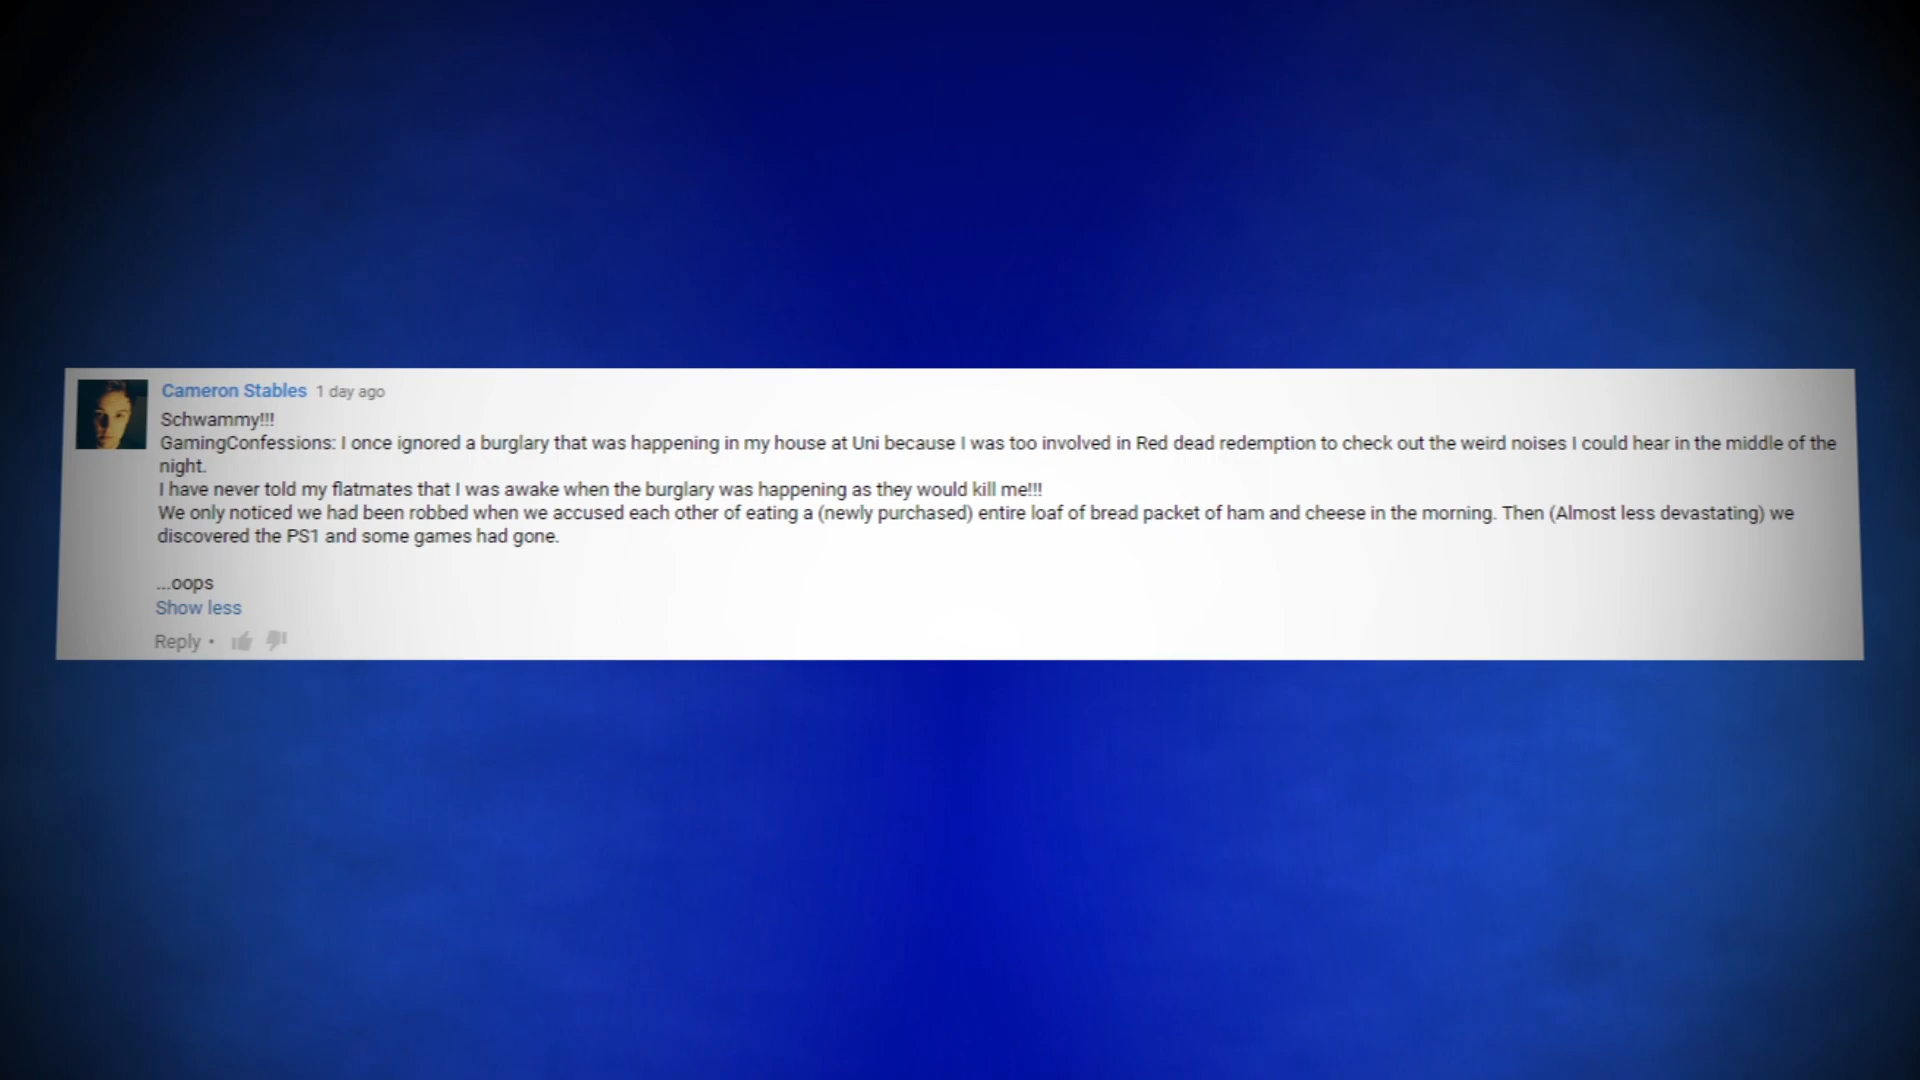 Cameron Stables 1 day ago
Schwammy!!!
GamingConfessions: I once ignored a burglary that was happening in my house at Uni because I was too involved in Red dead redemption to check out the weird noises I could hear in the middle of the
night.
I have never told my flatmates that I was awake when the burglary was happening as they would kill me!!!
We only noticed we had been robbed when we accused each other of eating a (newly purchased) entire loaf of bread packet of ham and cheese in the morning. Then (Almost less devastating) we
discovered the PS1 and some games had gone.
...oops
Show less
Reply •